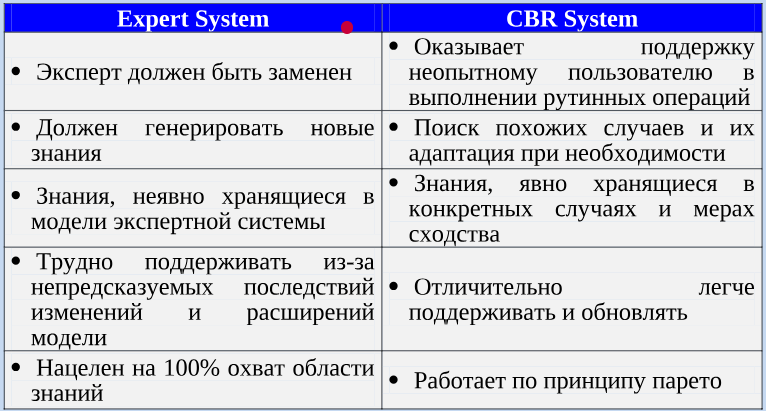 Expert System
CBR System
• Эксперт должен быть заменен
• Оказывает поддержку
неопытному пользователю в
выполнении рутинных операций
• Должен генерировать новые
знания
• Поиск похожих случаев и их
адаптация при необходимости
• Знания, неявно хранящиеся в
модели экспертной системы
• Знания, явно хранящиеся в
конкретных случаях и мерах
сходства
• Трудно поддерживать из-за
непредсказуемых последствий
изменений и расширений
модели
• Отличительно легче
поддерживать и обновлять
• Нацелен на 100% охват области
знаний
• Работает по принципу парето